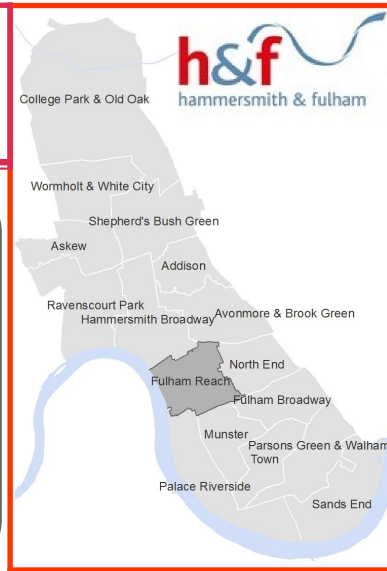 h&f
hammersmith & fulham
College Park & Old Oak
Wormholt & White City
Shepherd's Bush Green
Askew
Addison
Ravenscourt Park
Hammersmith Broadway
Avonmore & Brook Green
North End
Fulham Reach
Fulham Broadway
Munster
Parsons Green & Walham
Town
Palace Riverside
Sands End